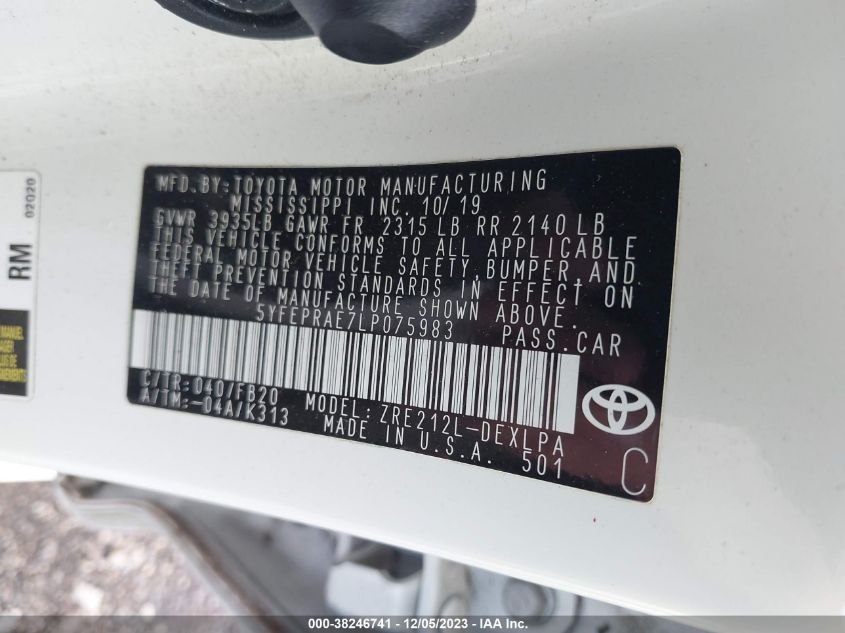 MFD. BY: TOYOTA MOTOR MANUFACTURING
MISSISSIPPI INC. 10/19
GVWR 3935LB GAWR FR 2315 LB RR 2140 LB
THIS VEHICLE CONFORMS TO ALL APPLICABLE
FEDERAL MOTOR VEHICLE SAFETY, BUMPER, AND
THEFT PREVENTION STANDARDS IN EFFECT ON
THE DATE OF MANUFACTURE SHOWN ABOVE.
5YFEPRAE7LP075983 PASS. CAR
C/TR: 040/FB20
A/TM: -04A/K313
MODEL: ZRE212L-DEXLPA
MADE IN U.S.A. 501
C
RM 02020
MANUEL
000-38246741 - 12/05/2023 - IAA Inc.